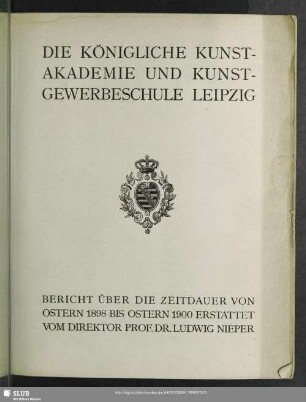 DIE KÖNIGLICHE KUNST-
AKADEMIE UND KUNST-
GEWERBESCHULE LEIPZIG
BERICHT ÜBER DIE ZEITDAUER VON
OSTERN 1898 BIS OSTERN 1900 ERSTATTET
VOM DIREKTOR PROF. DR. LUDWIG NIEPER
SLUB